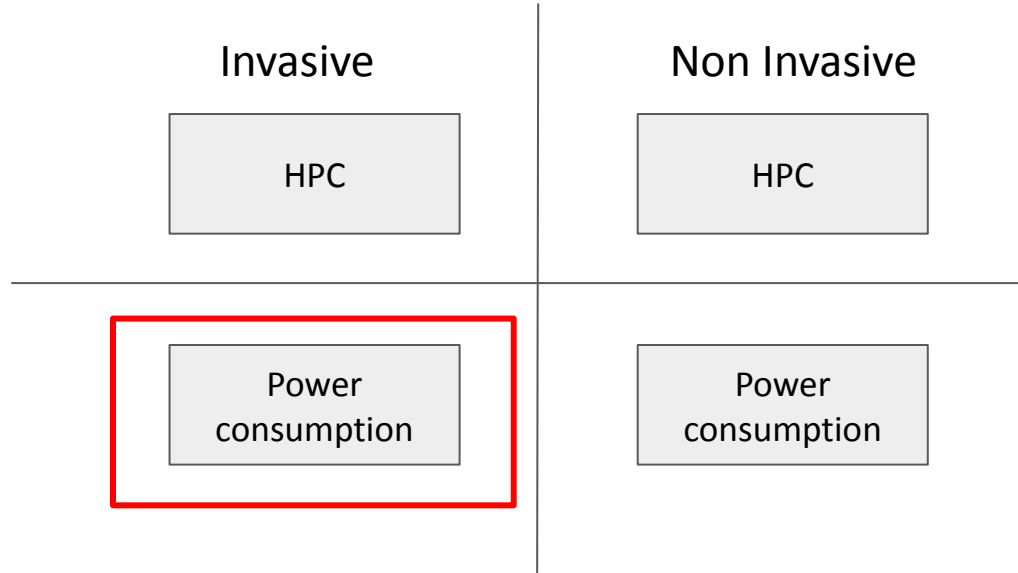 Invasive
Non Invasive
HPC
HPC
Power
consumption
Power
consumption